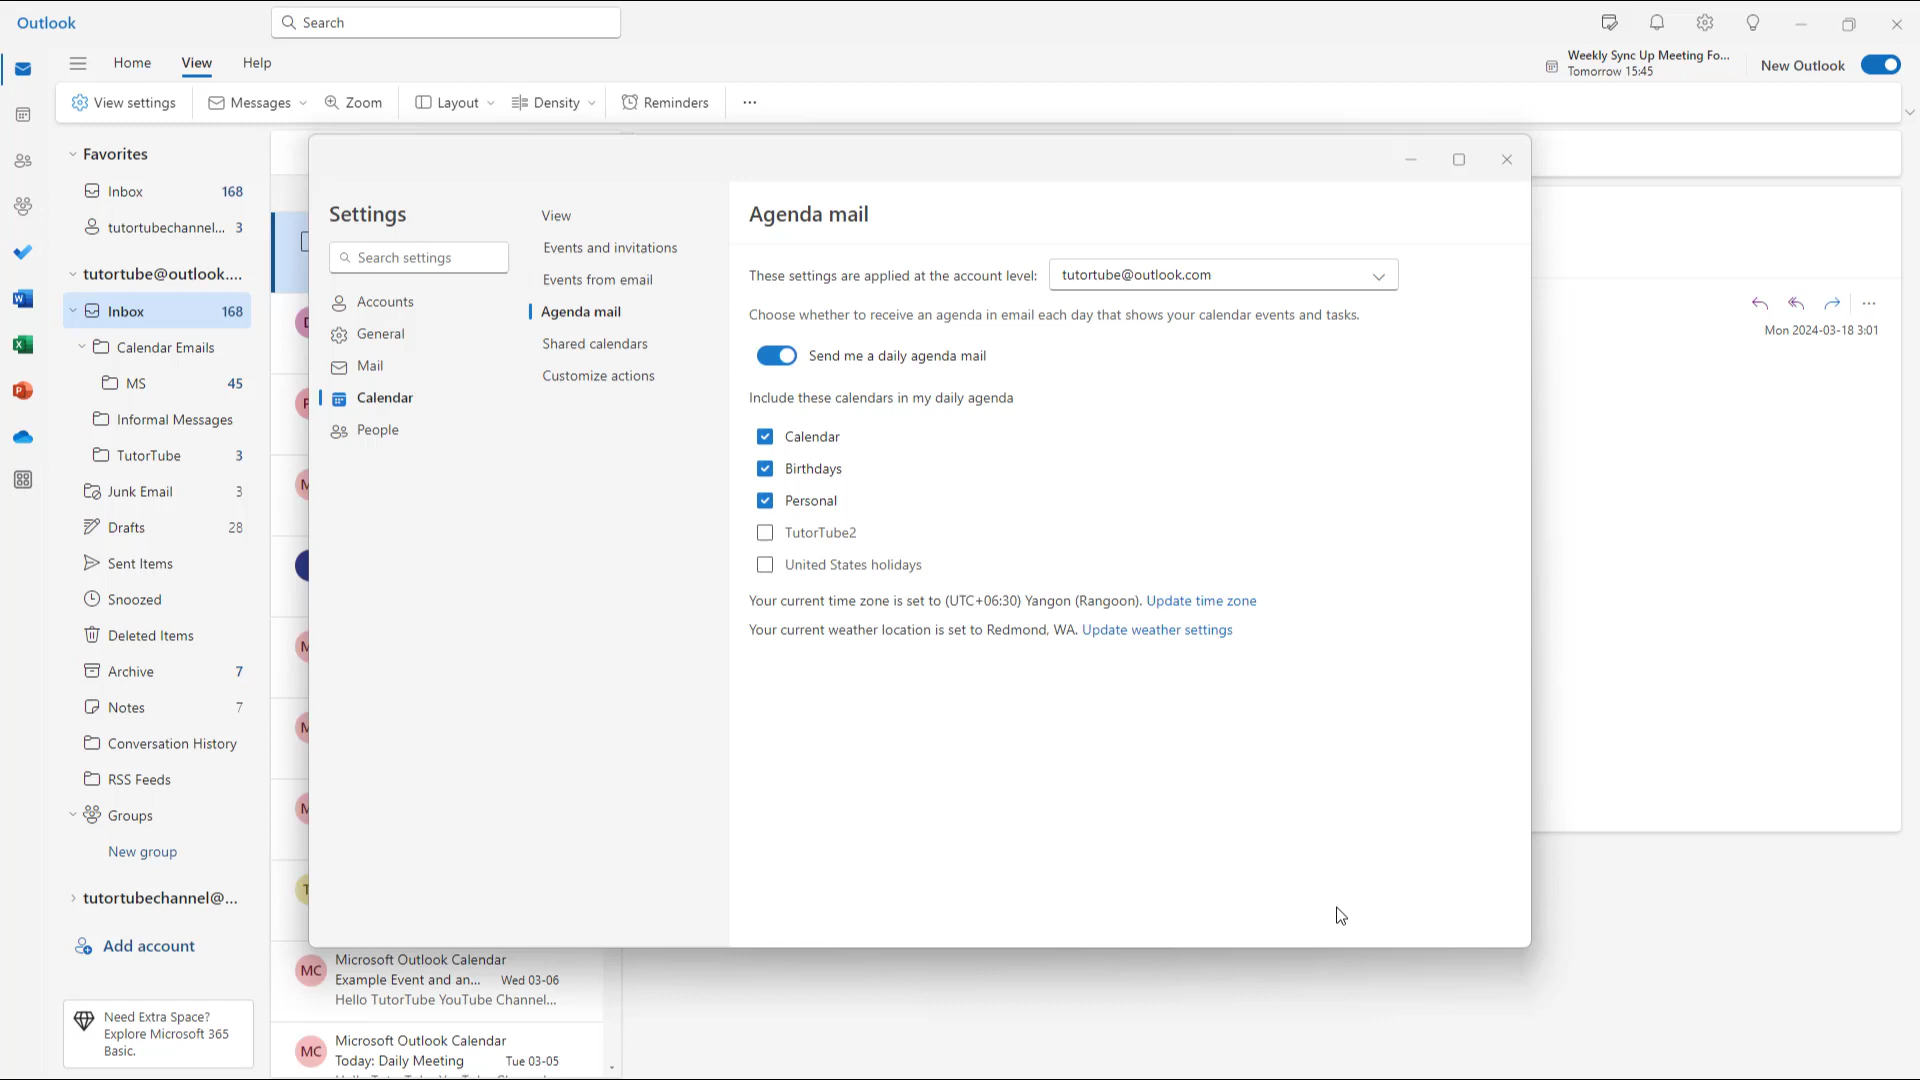 Outlook
Search
Home
View
Help
Weekly Sync Up Meeting Fo...
Tomorrow 15:45
New Outlook
View settings
Messages
Zoom
Layout
Density
Reminders
Favorites
Inbox 168
tutortubechannel... 3
tutortube@outlook....
Inbox 168
Calendar Emails
MS 45
Informal Messages
TutorTube 3
Junk Email 3
Drafts 28
Sent Items
Snoozed
Deleted Items
Archive 7
Notes 7
Conversation History
RSS Feeds
Groups
New group
tutortubechannel@...
Add account
Need Extra Space?
Explore Microsoft 365
Basic.
Settings
Search settings
Accounts
General
Mail
Calendar
People
View
Events and invitations
Events from email
Agenda mail
Shared calendars
Customize actions
Agenda mail
These settings are applied at the account level: tutortube@outlook.com
Choose whether to receive an agenda in email each day that shows your calendar events and tasks.
Send me a daily agenda mail
Include these calendars in my daily agenda
Calendar
Birthdays
Personal
TutorTube2
United States holidays
Your current time zone is set to (UTC+06:30) Yangon (Rangoon). Update time zone
Your current weather location is set to Redmond, WA. Update weather settings
Mon 2024-03-18 3:01
MC
Microsoft Outlook Calendar
Example Event and an... Wed 03-06
Hello TutorTube YouTube Channel...
MC
Microsoft Outlook Calendar
Today: Daily Meeting Tue 03-05